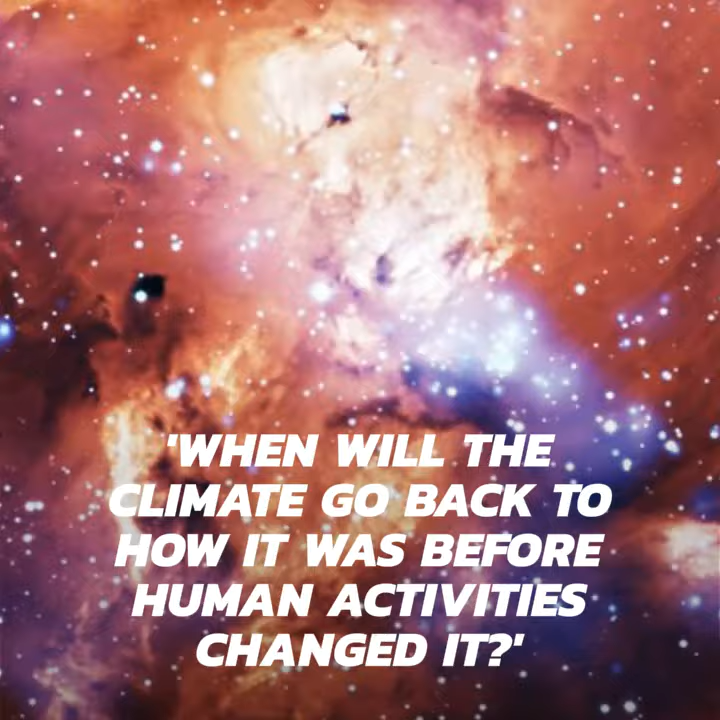 'WHEN WILL THE
CLIMATE GO BACK TO
HOW IT WAS BEFORE
HUMAN ACTIVITIES
CHANGED IT?'